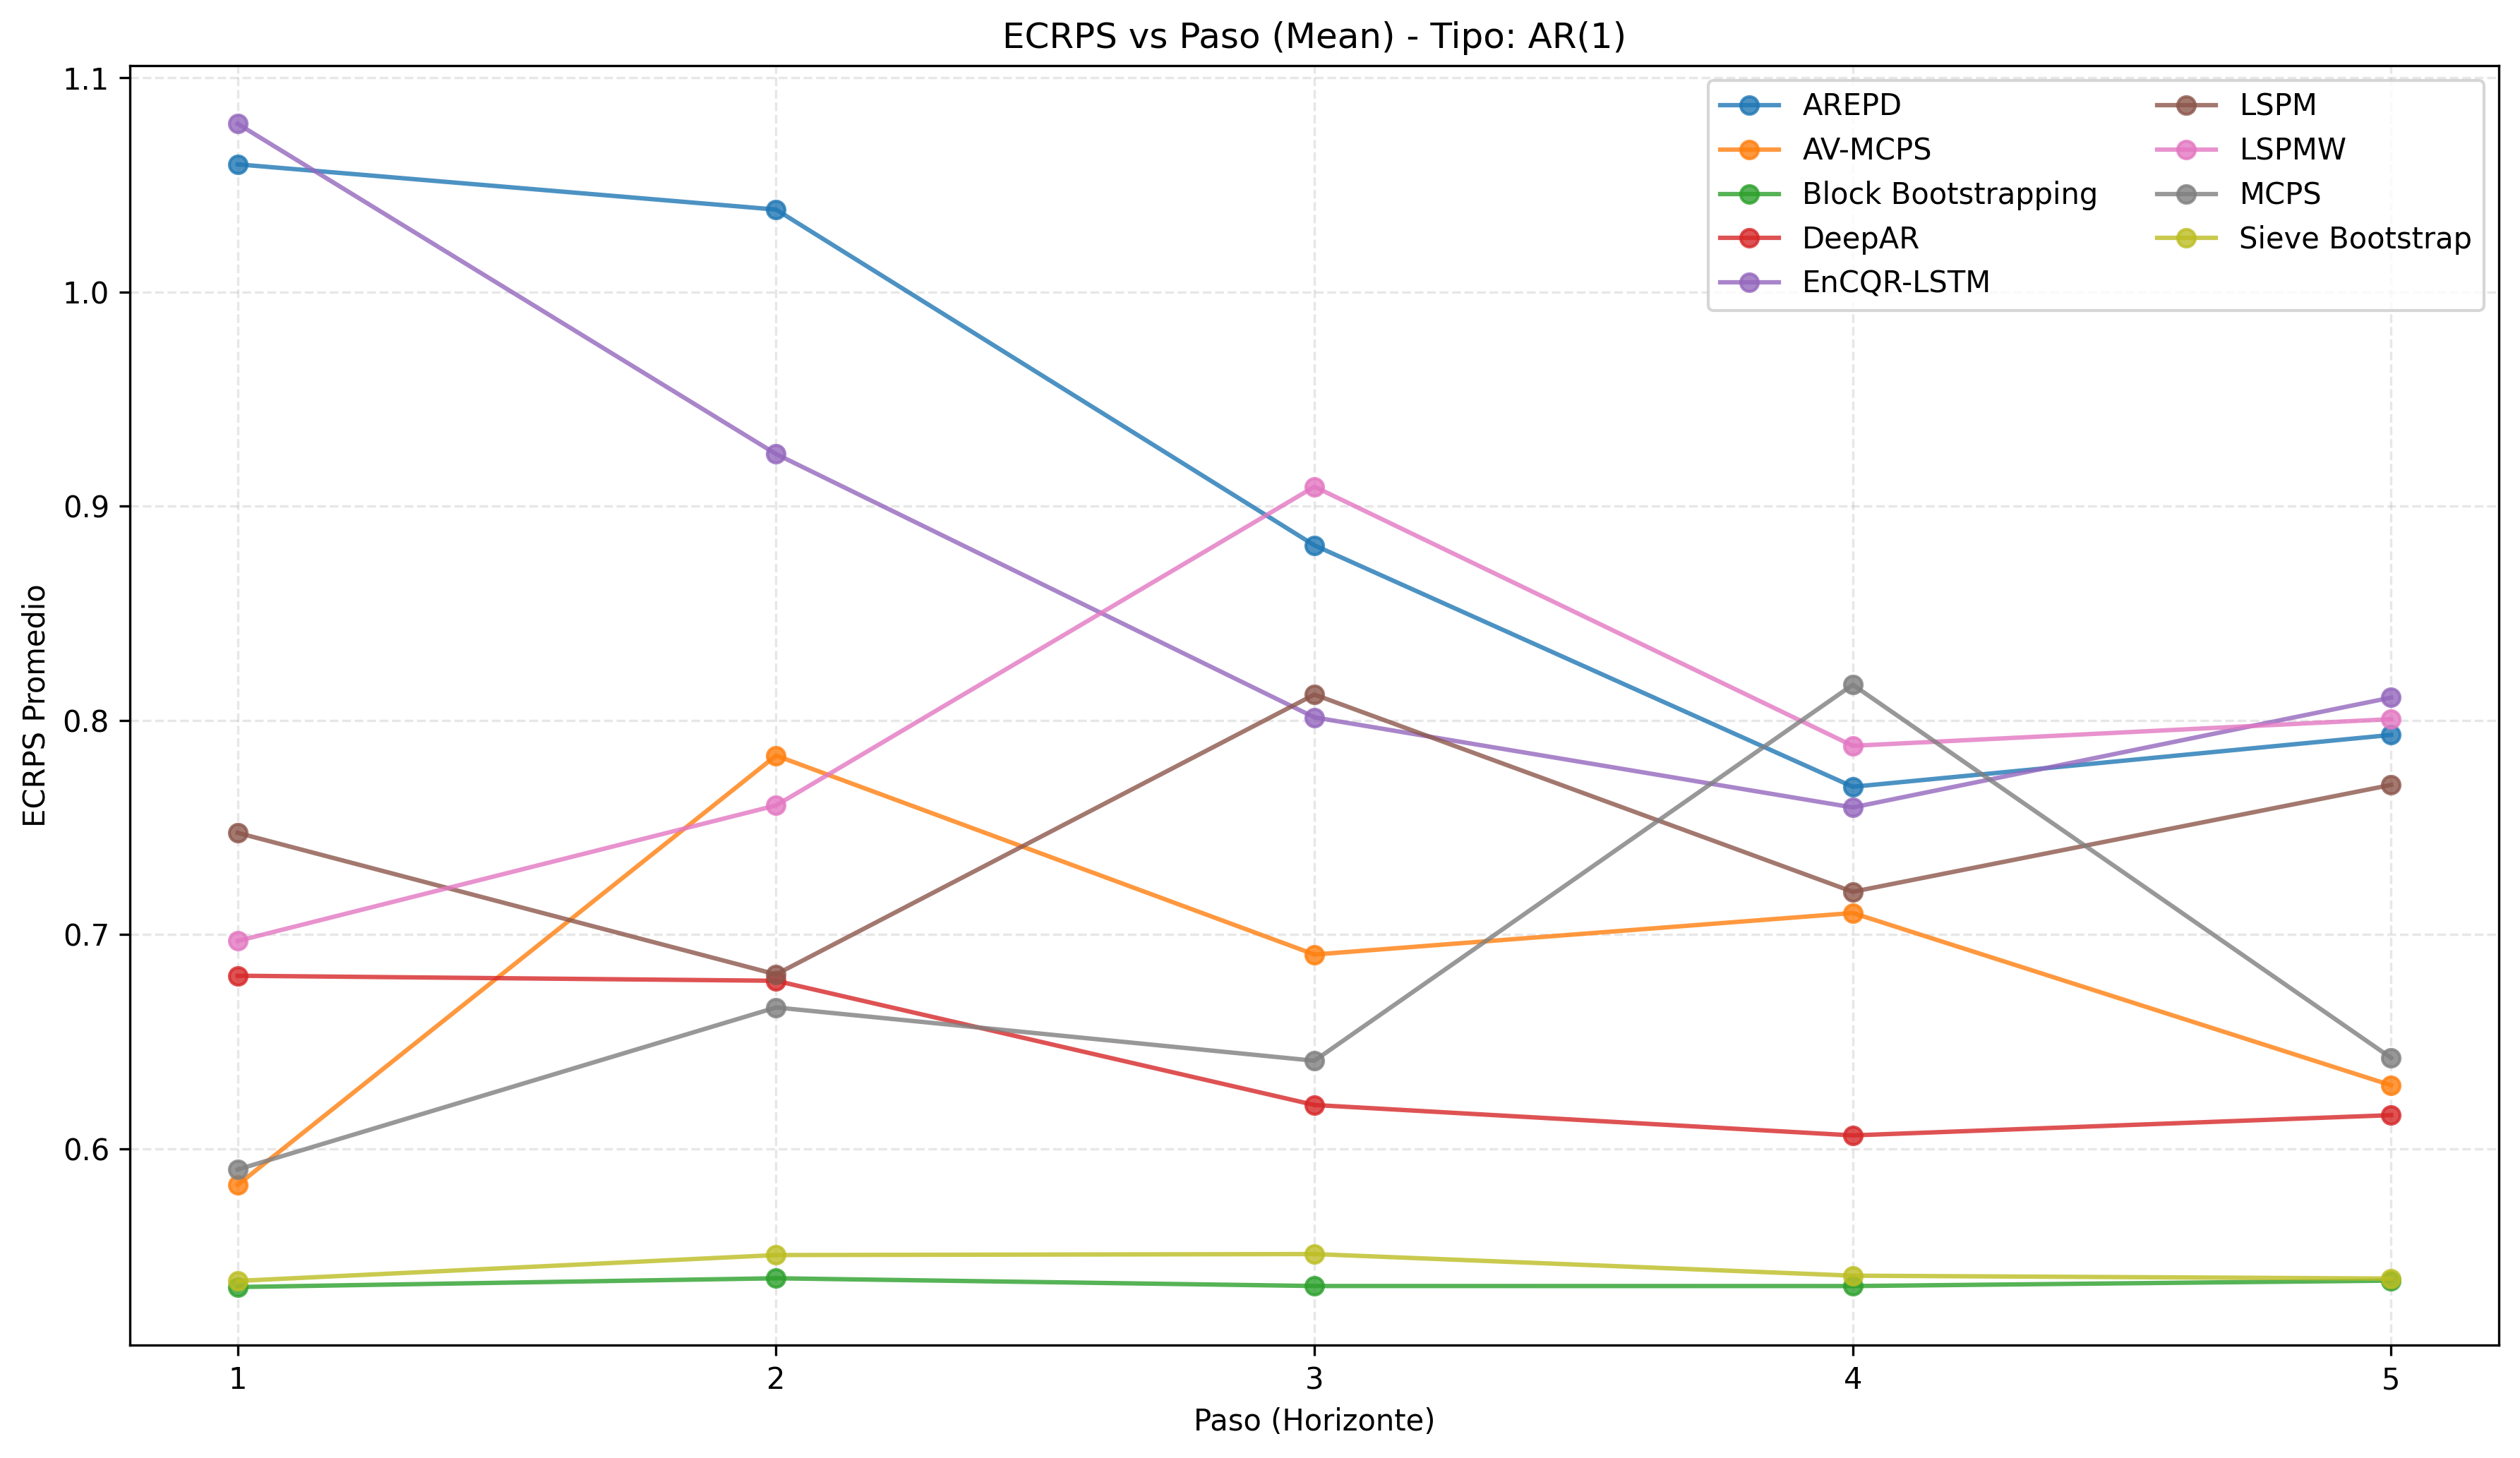 ECRPS vs Paso (Mean) - Tipo: AR(1)
1.1
1.0
0.9
0.8
0.7
0.6
ECRPS Promedio
AREPD
AV-MCPS
Block Bootstrapping
DeepAR
EnCQR-LSTM
LSPM
LSPMW
MCPS
Sieve Bootstrap
1 2 3 4 5
Paso (Horizonte)